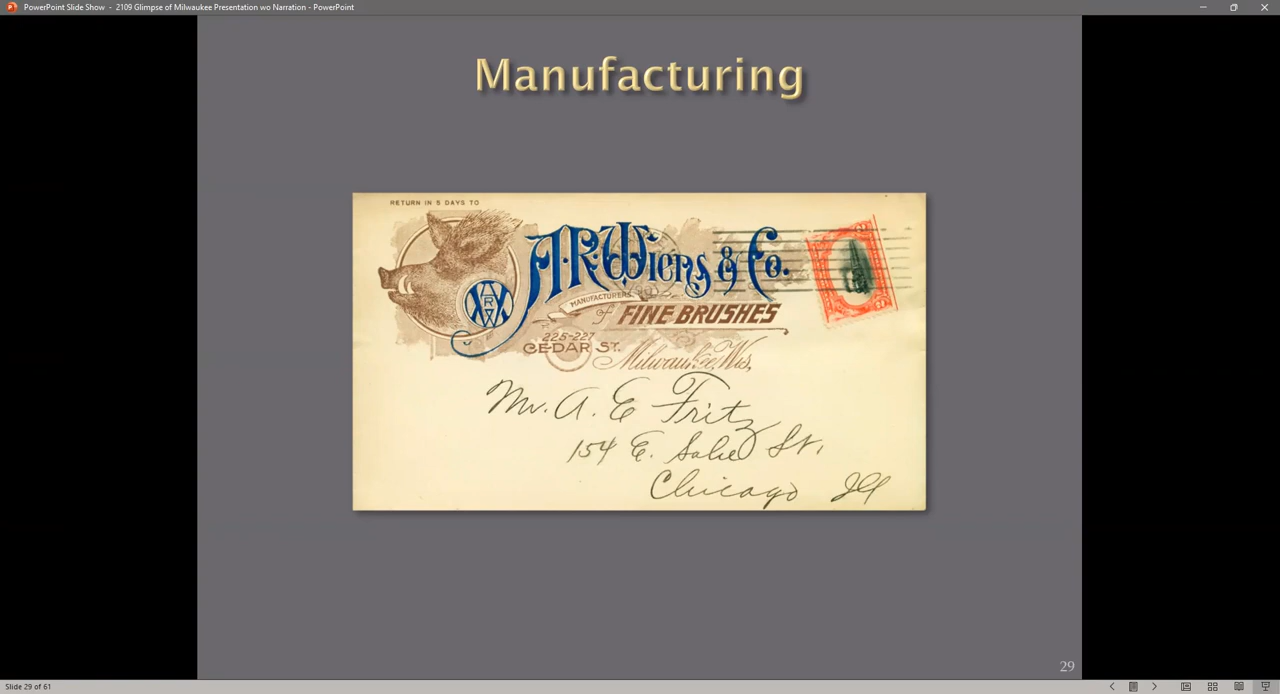 PowerPoint Slide Show - 2109 Glimpse of Milwaukee Presentation wo Narration - PowerPoint
Manufacturing
RETURN IN 5 DAYS TO
A.R. Wiens & Co.
ARW
MANUFACTURERS
of FINE BRUSHES
225-227
CEDAR ST. Milwaukee, Wis,
Mr. A. E Fritz
154 E. St.
Chicago Ill
29
Slide 29 of 61